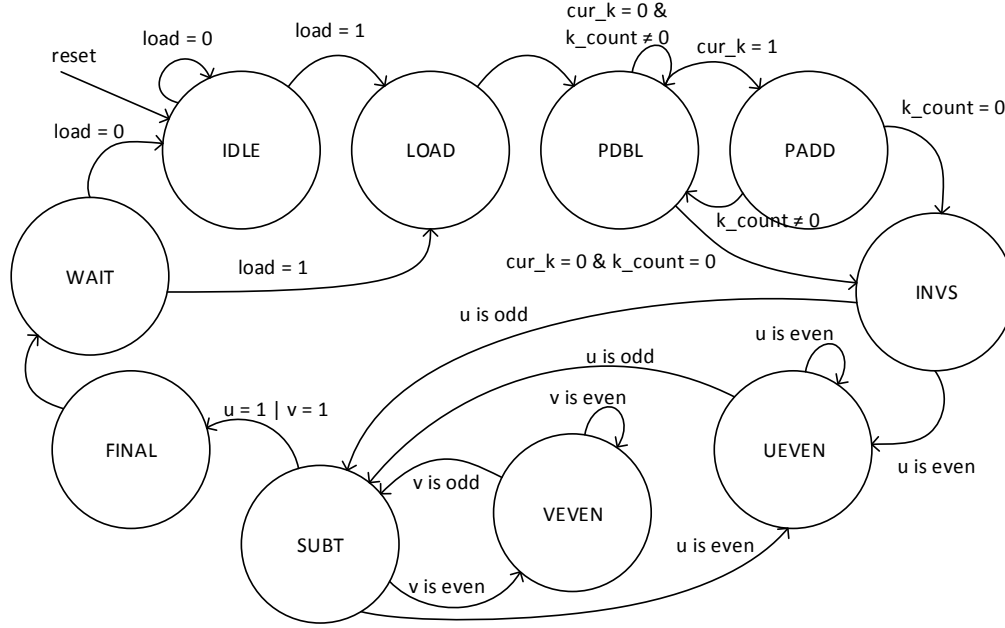 cur_k = 0 &
k_count ≠ 0
load = 0
load = 1
cur_k = 1
reset
k_count = 0
load = 0
IDLE
LOAD
PDBL
PADD
k_count ≠ 0
WAIT
load = 1
cur_k = 0 & k_count = 0
INVS
u is odd
u is even
u is odd
v is even
u = 1 | v = 1
FINAL
UEVEN
u is even
v is odd
VEVEN
SUBT
u is even
v is even